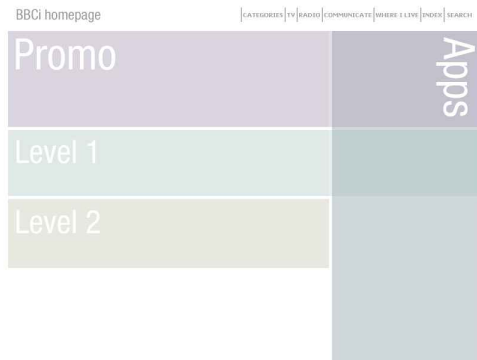 BBCi homepage
CATEGORIES TV RADIO COMMUNICATE WHERE I LIVE INDEX SEARCH
Promo
Apps
Level 1
Level 2